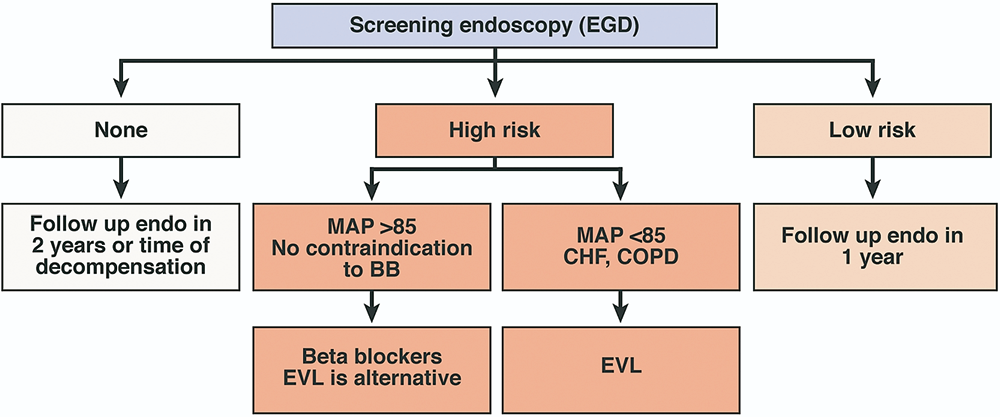 Screening endoscopy (EGD)
None
High risk
Low risk
Follow up endo in
2 years or time of
decompensation
MAP >85
No contraindication
to BB
MAP <85
CHF, COPD
Follow up endo in
1 year
Beta blockers
EVL is alternative
EVL